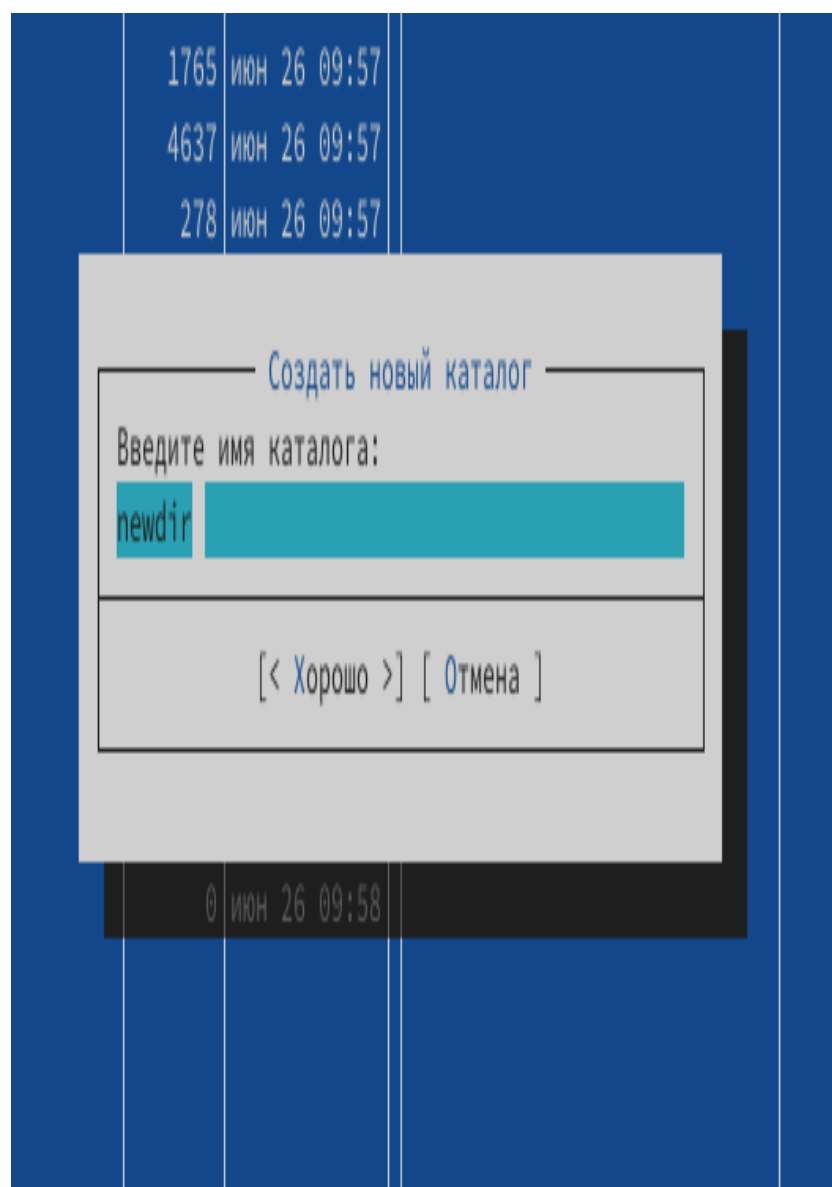 1765 июн 26 09:57
4637 июн 26 09:57
278 июн 26 09:57
Создать новый каталог
Введите имя каталога:
newdir
[< Хорошо >] [ Отмена ]
0 июн 26 09:58